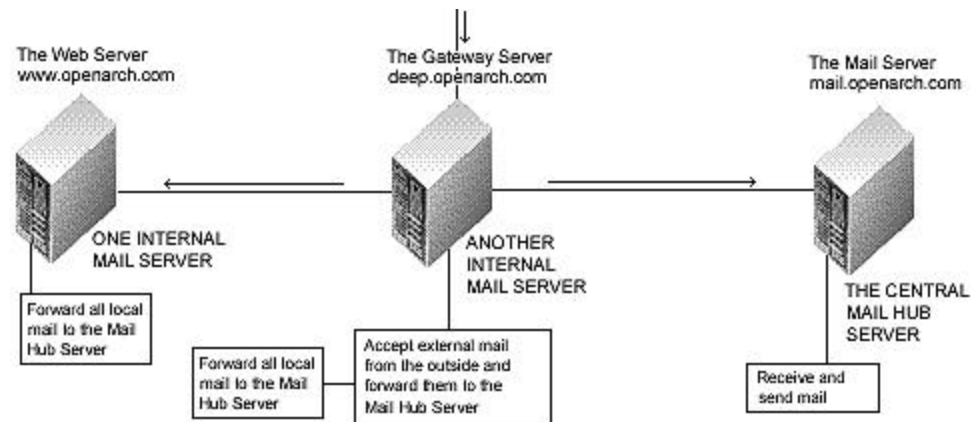 The Web Server
www.openarch.com
The Gateway Server
deep.openarch.com
The Mail Server
mail.openarch.com
ONE INTERNAL
MAIL SERVER
ANOTHER
INTERNAL
MAIL SERVER
THE CENTRAL
MAIL HUB
SERVER
Forward all local
mail to the Mail
Hub Server
Forward all local
mail to the Mail
Hub Server
Accept external mail
from the outside and
forward them to the
Mail Hub Server
Receive and
send mail